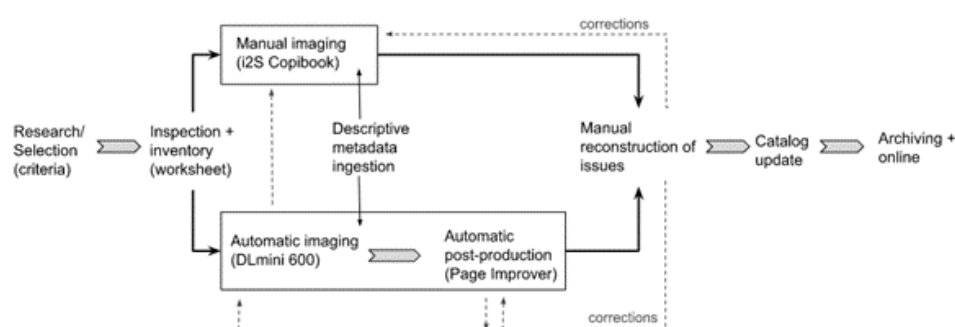 corrections
Manual imaging
(i2S Copibook)
Research/
Selection
(criteria)
Inspection +
inventory
(worksheet)
Descriptive
metadata
ingestion
Manual
reconstruction of
issues
Catalog
update
Archiving +
online
Automatic imaging
(DLmini 600)
Automatic
post-production
(Page Improver)
corrections